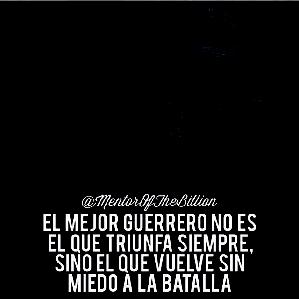 @MentorOfTheBillion
EL MEJOR GUERRERO NO ES
EL QUE TRIUNFA SIEMPRE,
SINO EL QUE VUELVE SIN
MIEDO A LA BATALLA